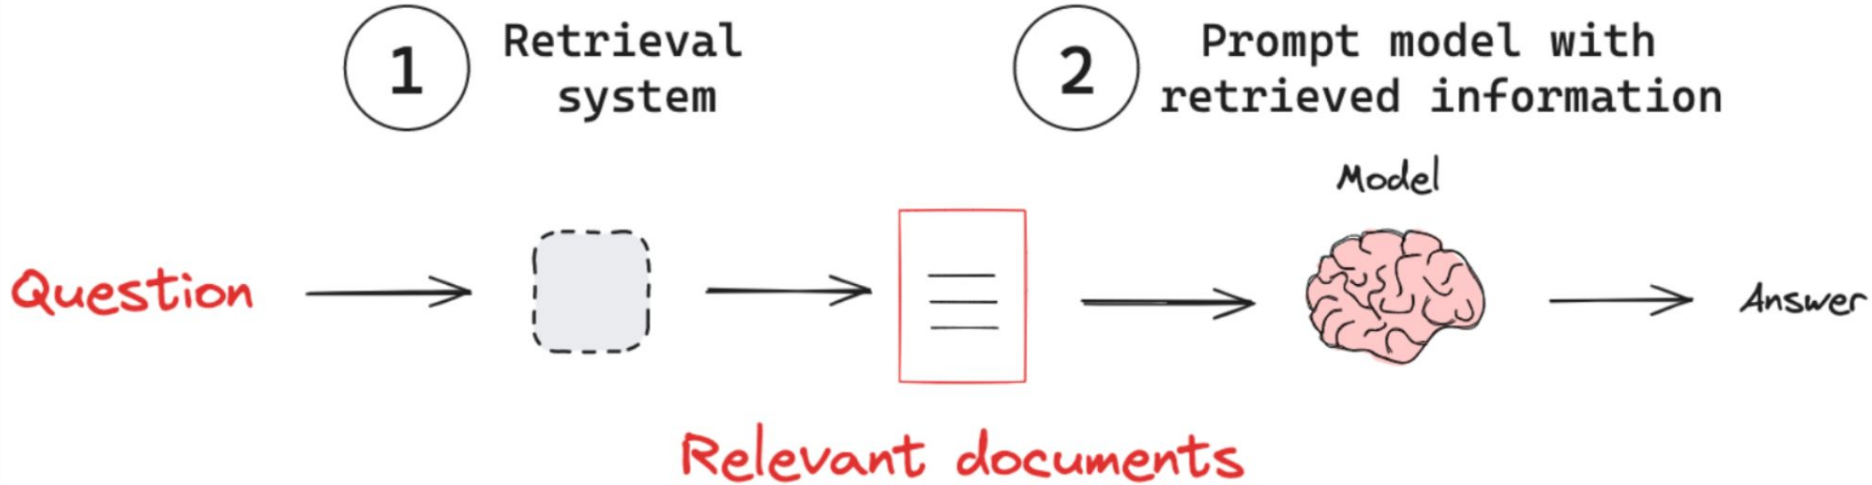 1
Retrieval
system
2
Prompt model with
retrieved information
Model
Question
Answer
Relevant documents